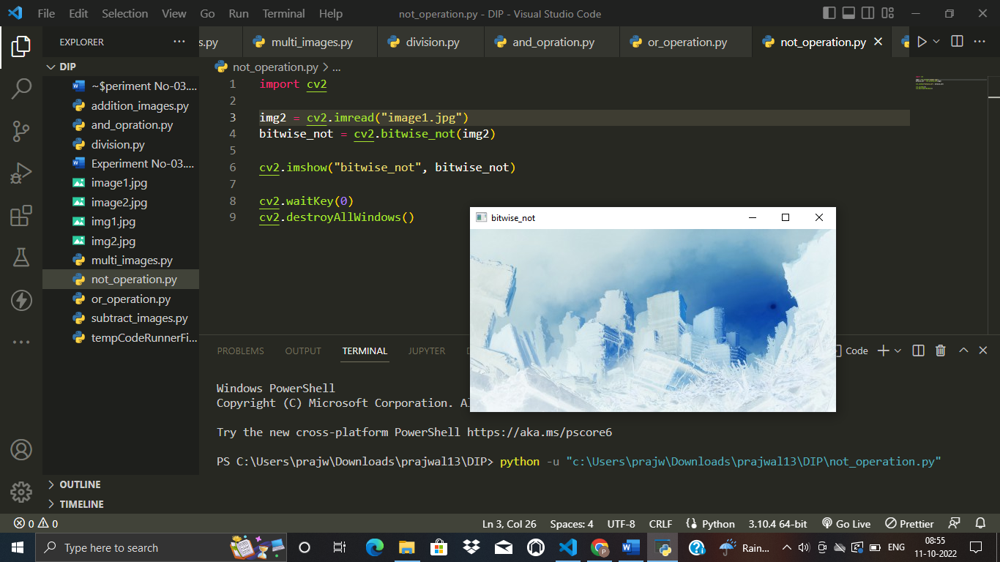 File Edit Selection View Go Run Terminal Help not_operation.py - DIP - Visual Studio Code
EXPLORER
s.py multi_images.py division.py and_opration.py or_operation.py not_operation.py
DIP
~$periment No-03....
addition_images.py
and_opration.py
division.py
Experiment No-03....
image1.jpg
image2.jpg
img1.jpg
img2.jpg
multi_images.py
not_operation.py
or_operation.py
subtract_images.py
tempCodeRunnerFi...
OUTLINE
TIMELINE
not_operation.py > ...
1 import cv2
2
3 img2 = cv2.imread("image1.jpg")
4 bitwise_not = cv2.bitwise_not(img2)
5
6 cv2.imshow("bitwise_not", bitwise_not)
7
8 cv2.waitKey(0)
9 cv2.destroyAllWindows()
bitwise_not
PROBLEMS OUTPUT TERMINAL JUPYTER Code
Windows PowerShell
Copyright (C) Microsoft Corporation.
Try the new cross-platform PowerShell https://aka.ms/pscore6
PS C:\Users\prajw\Downloads\prajwal13\DIP> python -u "c:\Users\prajw\Downloads\prajwal13\DIP\not_operation.py"
0 0 Ln 3, Col 26 Spaces: 4 UTF-8 CRLF Python 3.10.4 64-bit Go Live Prettier
Type here to search Rain... ENG 08:55
11-10-2022